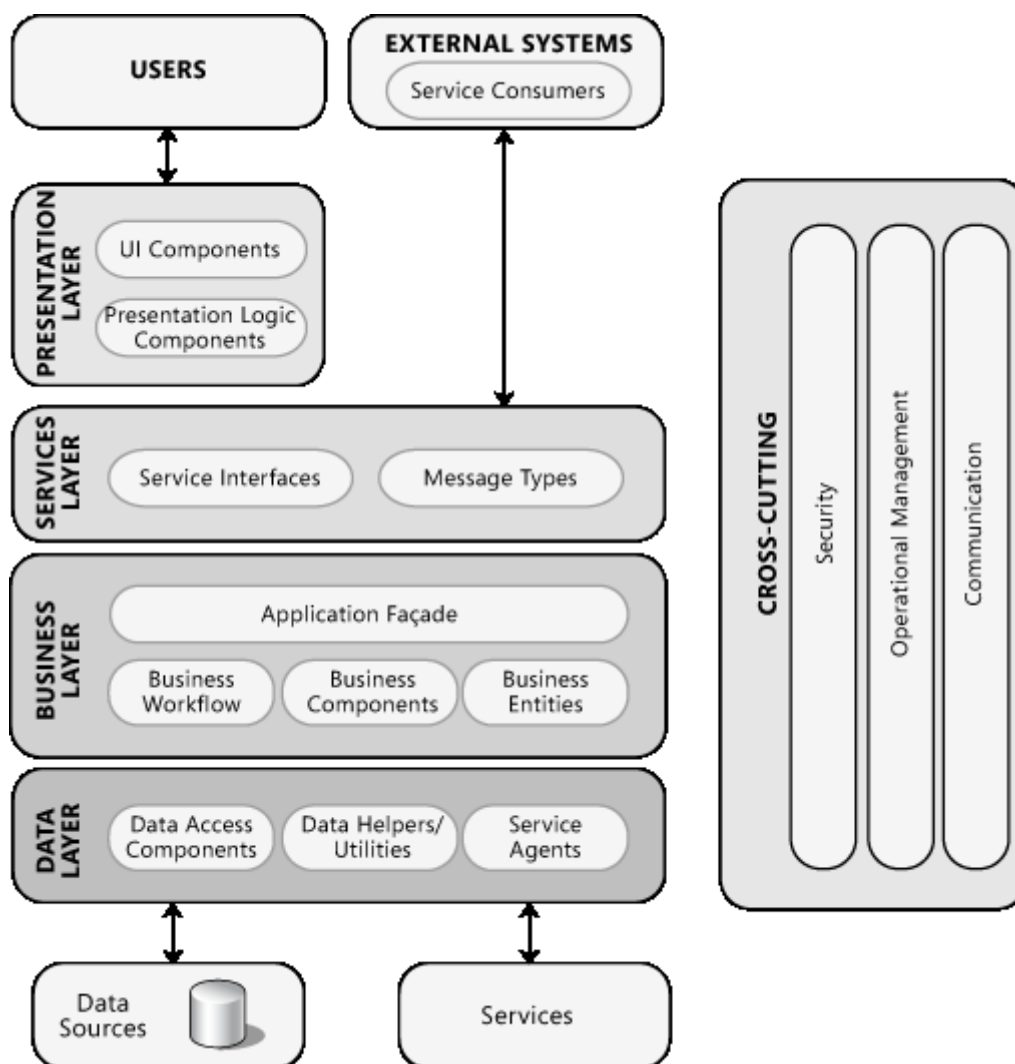 USERS
EXTERNAL SYSTEMS
Service Consumers
PRESENTATION
LAYER
UI Components
Presentation Logic
Components
SERVICES
LAYER
Service Interfaces
Message Types
BUSINESS
LAYER
Application Façade
Business
Workflow
Business
Components
Business
Entities
DATA
LAYER
Data Access
Components
Data Helpers/
Utilities
Service
Agents
Data
Sources
Services
CROSS-CUTTING
Security
Operational Management
Communication